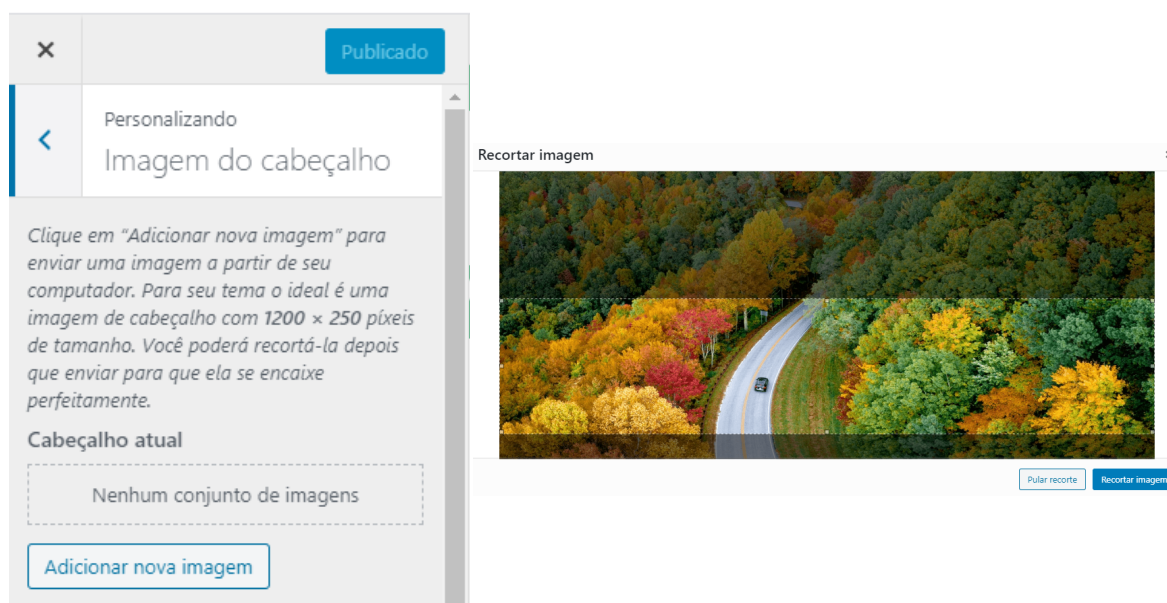 Publicado
Personalizando
Imagem do cabeçalho
Clique em “Adicionar nova imagem” para
enviar uma imagem a partir de seu
computador. Para seu tema o ideal é uma
imagem de cabeçalho com 1200 × 250 píxeis
de tamanho. Você poderá recortá-la depois
que enviar para que ela se encaixe
perfeitamente.
Cabeçalho atual
Nenhum conjunto de imagens
Adicionar nova imagem
Recortar imagem
Pular recorte
Recortar imagem